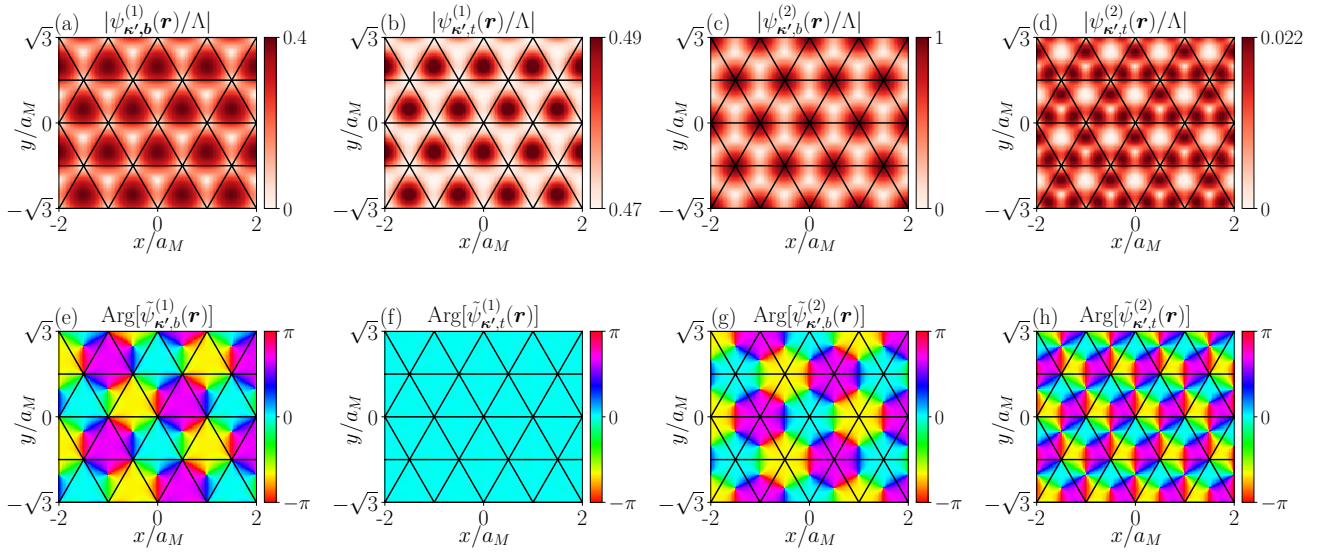 (a) |ψ^{(1)}_{κ′,b}(r)/Λ|
√3
0
−√3
y/a_M
-2 0 2
x/a_M
0.4
0
(b) |ψ^{(1)}_{κ′,t}(r)/Λ|
√3
0
−√3
y/a_M
-2 0 2
x/a_M
0.49
0.47
(c) |ψ^{(2)}_{κ′,b}(r)/Λ|
√3
0
−√3
y/a_M
-2 0 2
x/a_M
1
0
(d) |ψ^{(2)}_{κ′,t}(r)/Λ|
√3
0
−√3
y/a_M
-2 0 2
x/a_M
0.022
0
(e) Arg[ψ̃^{(1)}_{κ′,b}(r)]
√3
0
−√3
y/a_M
-2 0 2
x/a_M
π
0
−π
(f) Arg[ψ̃^{(1)}_{κ′,t}(r)]
√3
0
−√3
y/a_M
-2 0 2
x/a_M
π
0
−π
(g) Arg[ψ̃^{(2)}_{κ′,b}(r)]
√3
0
−√3
y/a_M
-2 0 2
x/a_M
π
0
−π
(h) Arg[ψ̃^{(2)}_{κ′,t}(r)]
√3
0
−√3
y/a_M
-2 0 2
x/a_M
π
0
−π